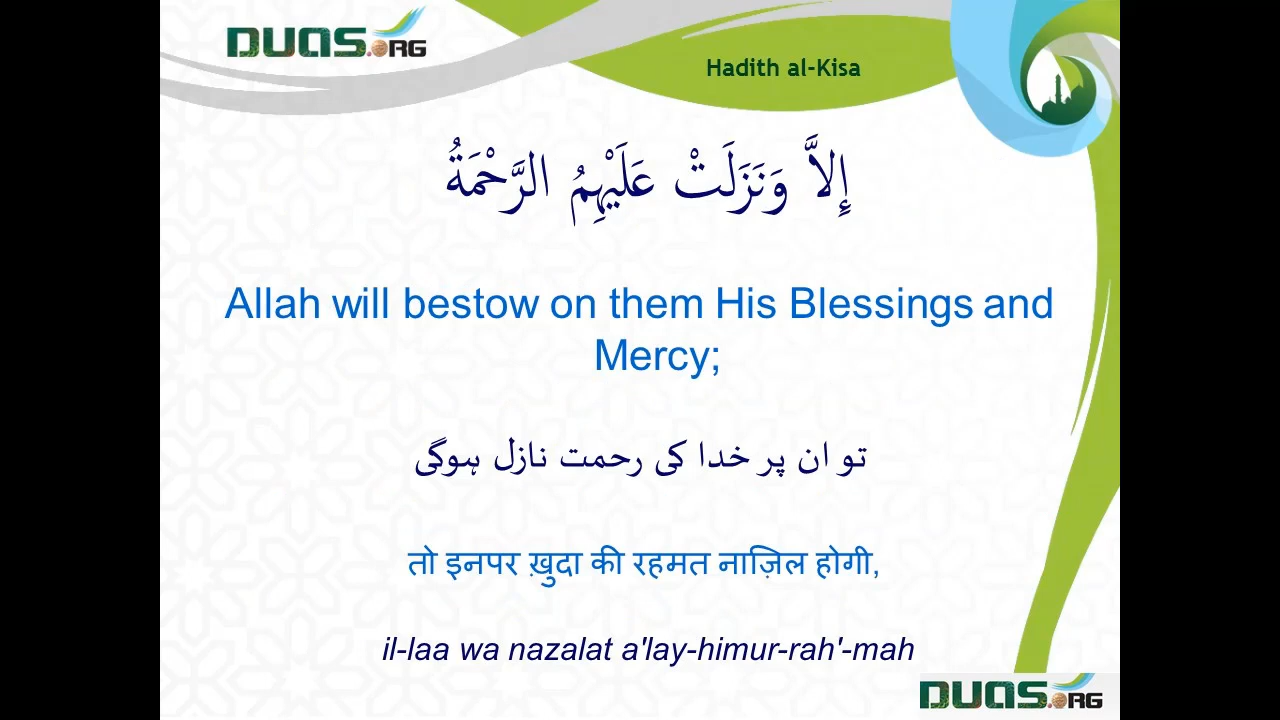 DUAS.ORG
Hadith al-Kisa
إِلاَّ وَنَزَلَتْ عَلَيْهِمُ الرَّحْمَةُ
Allah will bestow on them His Blessings and
Mercy;
تو ان پر خدا کی رحمت نازل ہوگی
तो इनपर ख़ुदा की रहमत नाज़िल होगी,
il-laa wa nazalat a'lay-himur-rah'-mah
DUAS.ORG